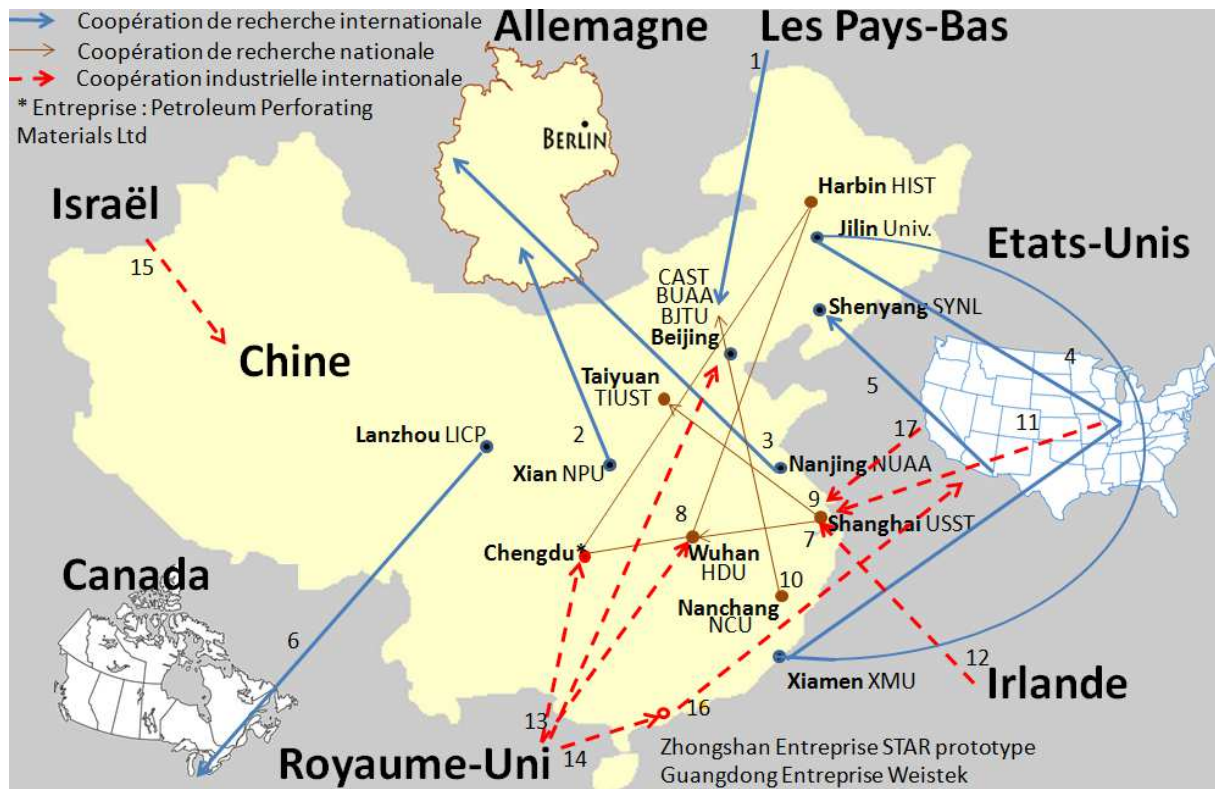 Coopération de recherche internationale
Coopération de recherche nationale
Coopération industrielle internationale
* Entreprise : Petroleum Perforating
Materials Ltd
Allemagne
Les Pays-Bas
1
BERLIN
Israël
15
Harbin HIST
Jilin Univ.
Etats-Unis
CAST
BUAA
BJTU
Beijing
Shenyang SYNL
4
5
Chine
Taiyuan
TIUST
11
17
Lanzhou LICP
2
3
Xian NPU
Nanjing NUAA
9
8
Shanghai USST
7
Chengdu*
Wuhan
HDU
10
Nanchang
NCU
Canada
6
12
Irlande
Xiamen XMU
13
16
Royaume-Uni
14
Zhongshan Entreprise STAR prototype
Guangdong Entreprise Weistek